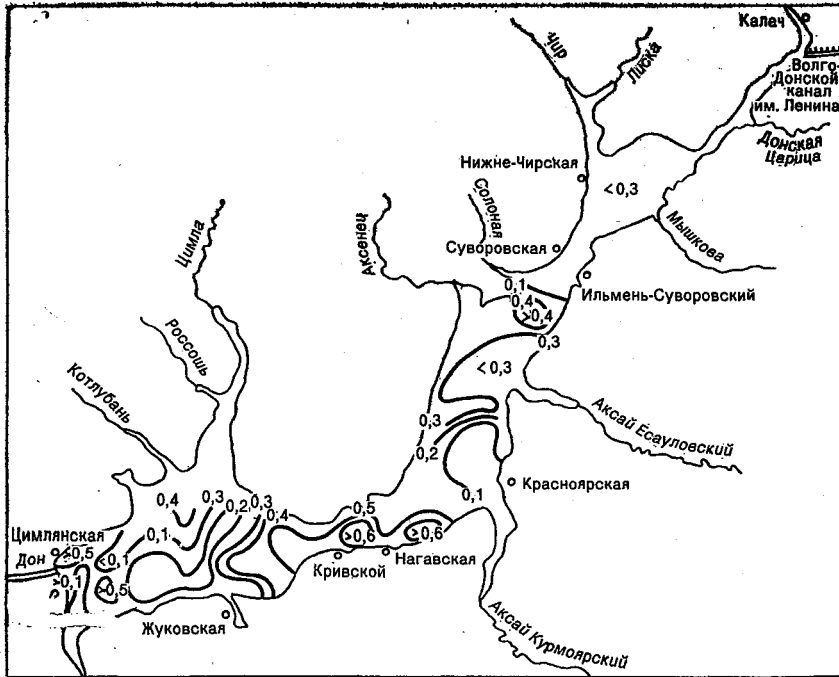 Калач
Волго-
Донской
канал
им. Ленина
Чир
Лиска
Донская
Царица
Нижне-Чирская
< 0,3
Солоная
Мышкова
Цимла
Аксенец
Суворовская
0,1
Ильмень-Суворовский
0,4
>0,4
0,3
Россошь
< 0,3
Котлубань
0,3
Аксай Есауловский
0,2
Красноярская
0,1
0,4
0,3
0,2
0,3
0,4
0,5
0,1
>0,6
>0,6
Цимлянская
>0,5
<0,1
Дон
Кривской
Нагавская
0,1
>0,5
Жуковская
Аксай Курмоярский